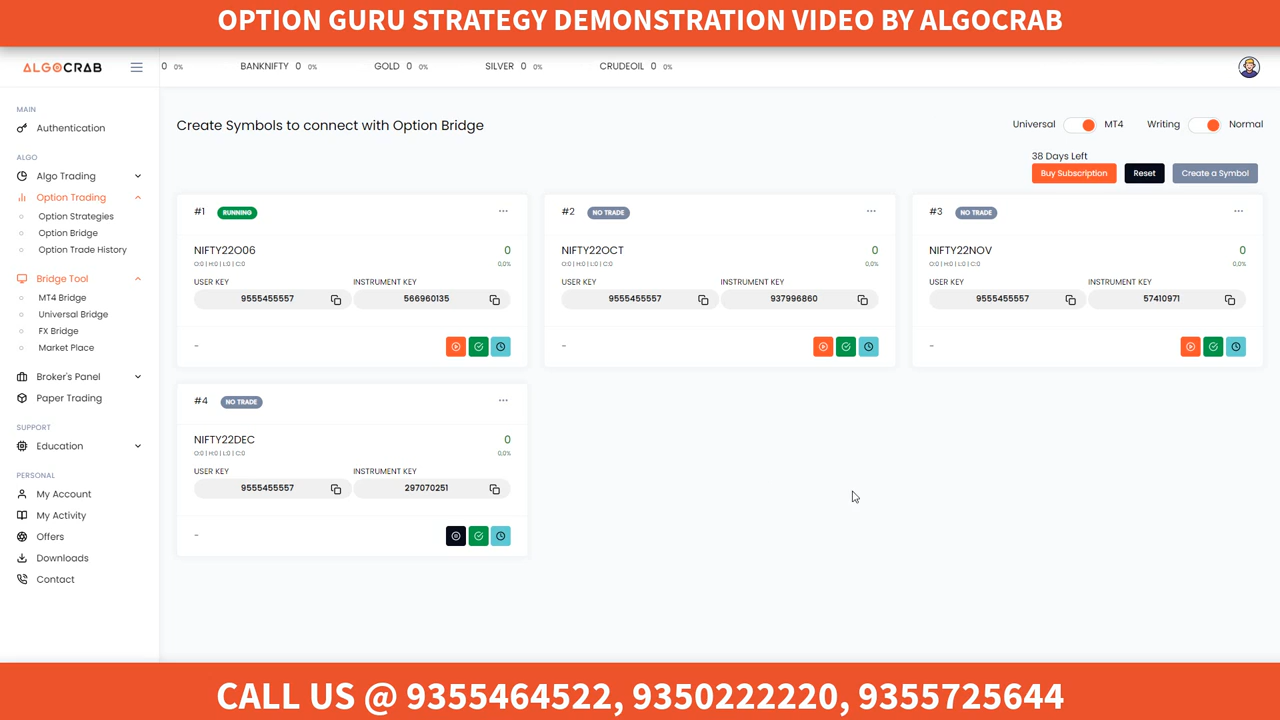 OPTION GURU STRATEGY DEMONSTRATION VIDEO BY ALGOCRAB
ALGOCRAB
0 0% BANKNIFTY 0 0% GOLD 0 0% SILVER 0 0% CRUDEOIL 0 0%
MAIN
Authentication
ALGO
Algo Trading
Option Trading
Option Strategies
Option Bridge
Option Trade History
Bridge Tool
MT4 Bridge
Universal Bridge
FX Bridge
Market Place
Broker's Panel
Paper Trading
SUPPORT
Education
PERSONAL
My Account
My Activity
Offers
Downloads
Contact
Create Symbols to connect with Option Bridge
Universal MT4 Writing Normal
38 Days Left
Buy Subscription Reset Create a Symbol
#1 RUNNING ...
NIFTY22O06 0
O:0 | H:0 | L:0 | C:0 0,0%
USER KEY INSTRUMENT KEY
9555455557 566960135
-
#2 NO TRADE ...
NIFTY22OCT 0
O:0 | H:0 | L:0 | C:0 0,0%
USER KEY INSTRUMENT KEY
9555455557 937996860
-
#3 NO TRADE ...
NIFTY22NOV 0
O:0 | H:0 | L:0 | C:0 0,0%
USER KEY INSTRUMENT KEY
9555455557 57410971
-
#4 NO TRADE ...
NIFTY22DEC 0
O:0 | H:0 | L:0 | C:0 0,0%
USER KEY INSTRUMENT KEY
9555455557 297070251
-
CALL US @ 9355464522, 9350222220, 9355725644